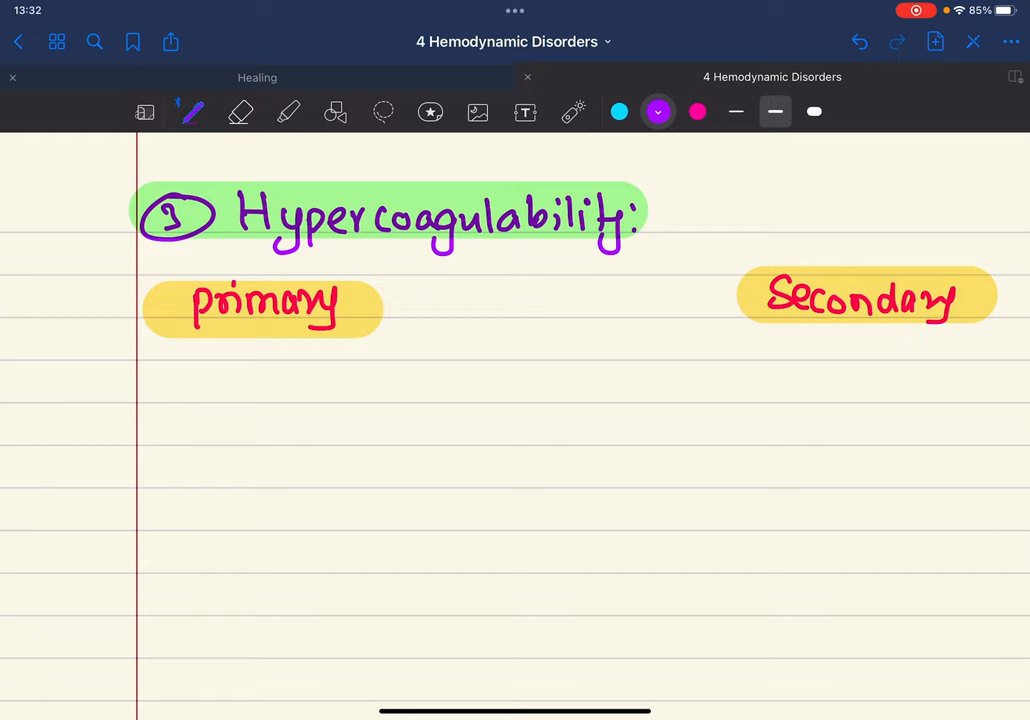 13:32
85%
4 Hemodynamic Disorders
Healing
4 Hemodynamic Disorders
T
3 Hypercoagulability:
primary
Secondary